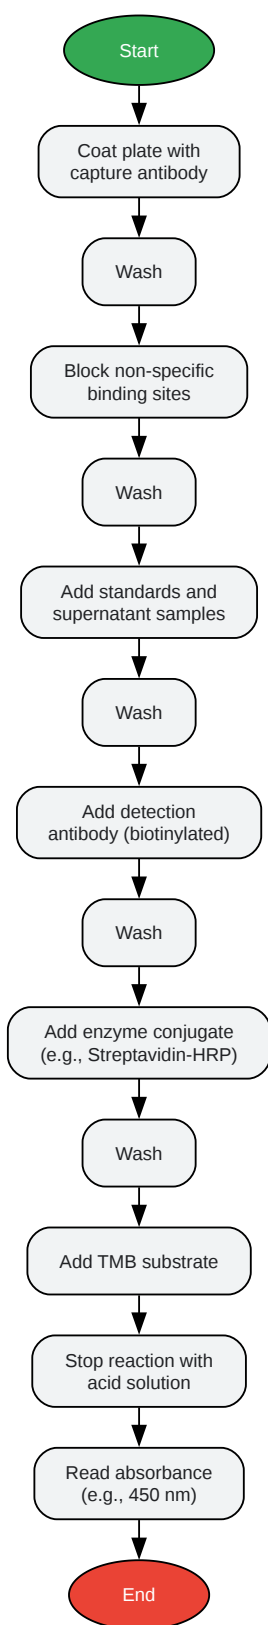 Start
Coat plate with
capture antibody
Wash
Block non-specific
binding sites
Wash
Add standards and
supernatant samples
Wash
Add detection
antibody (biotinylated)
Wash
Add enzyme conjugate
(e.g., Streptavidin-HRP)
Wash
Add TMB substrate
Stop reaction with
acid solution
Read absorbance
(e.g., 450 nm)
End